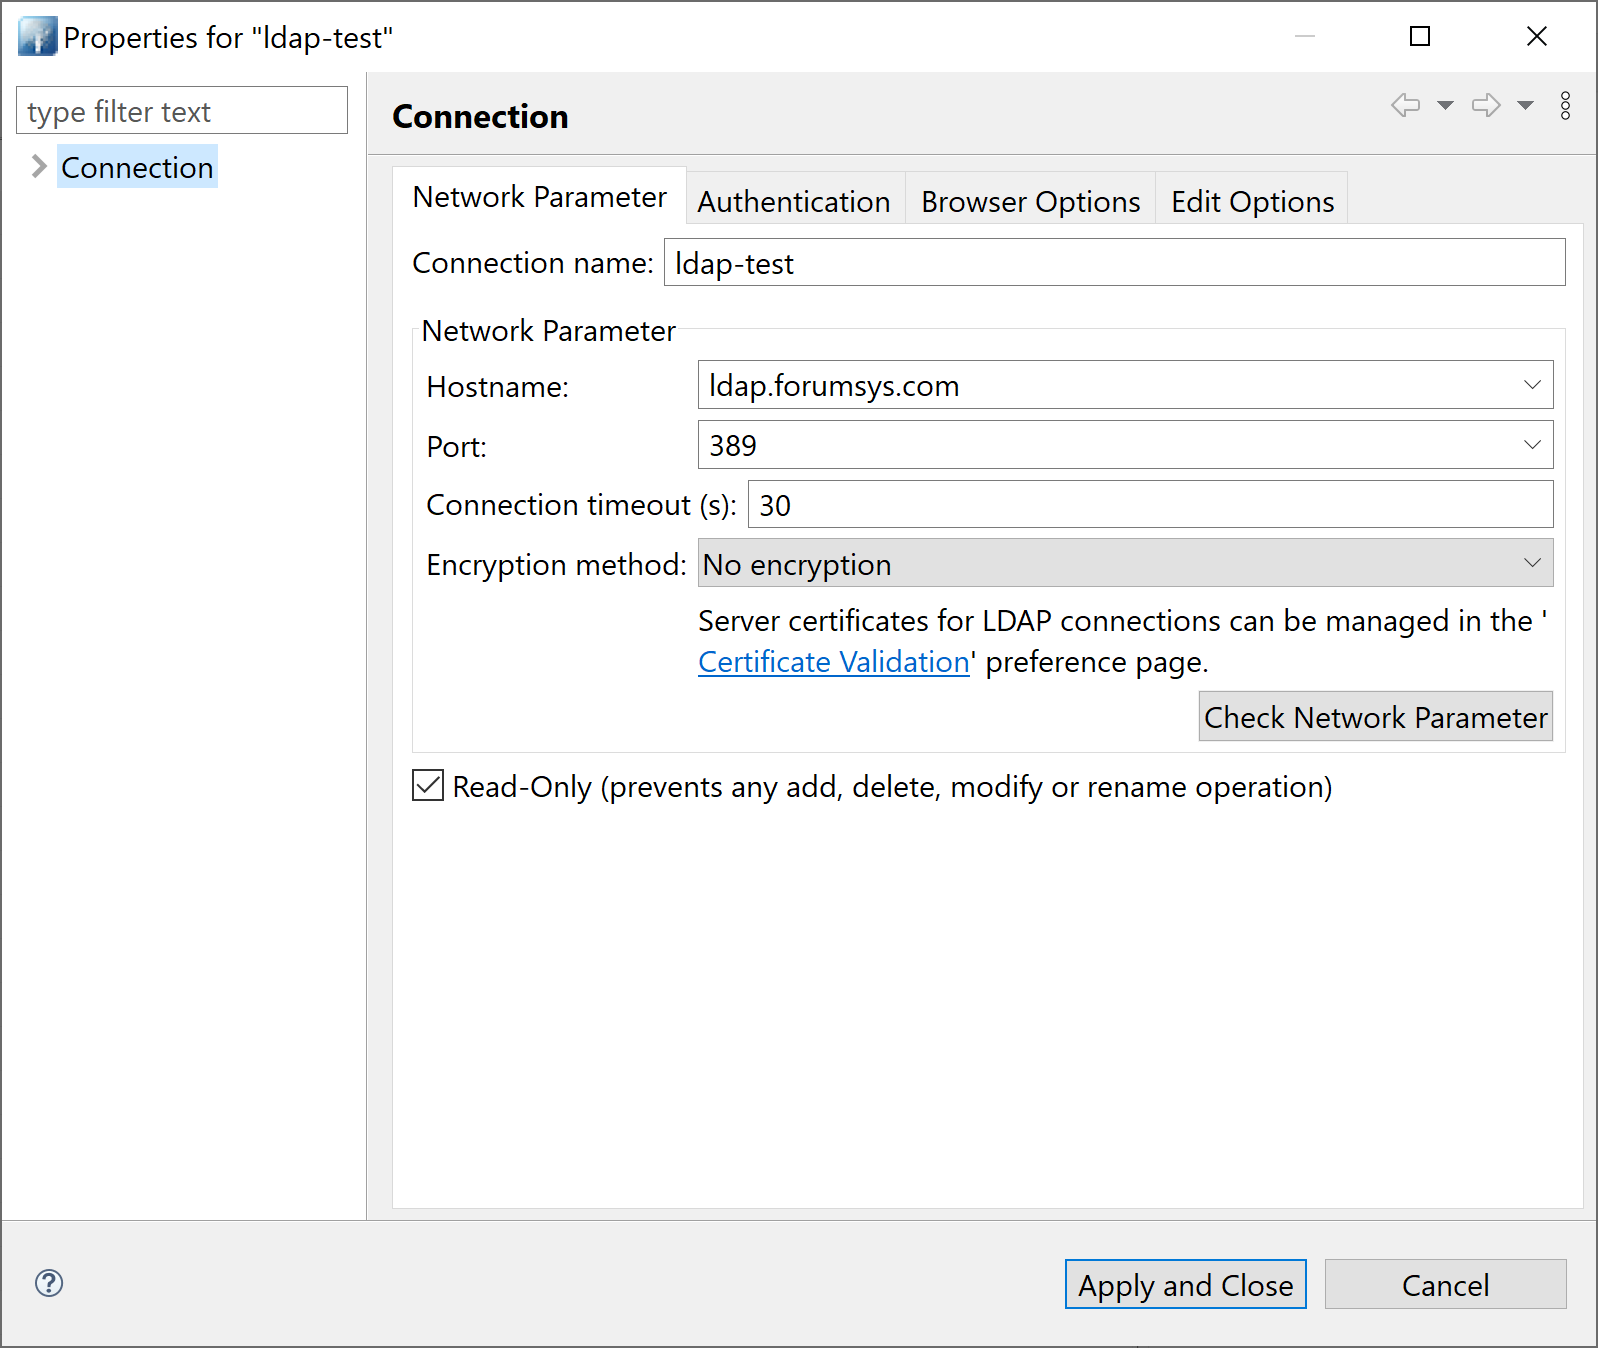 Properties for "ldap-test"
type filter text
Connection
Connection
Network Parameter
Authentication
Browser Options
Edit Options
Connection name: ldap-test
Network Parameter
Hostname: ldap.forumsys.com
Port: 389
Connection timeout (s): 30
Encryption method: No encryption
Server certificates for LDAP connections can be managed in the '
Certificate Validation' preference page.
Check Network Parameter
Read-Only (prevents any add, delete, modify or rename operation)
Apply and Close
Cancel